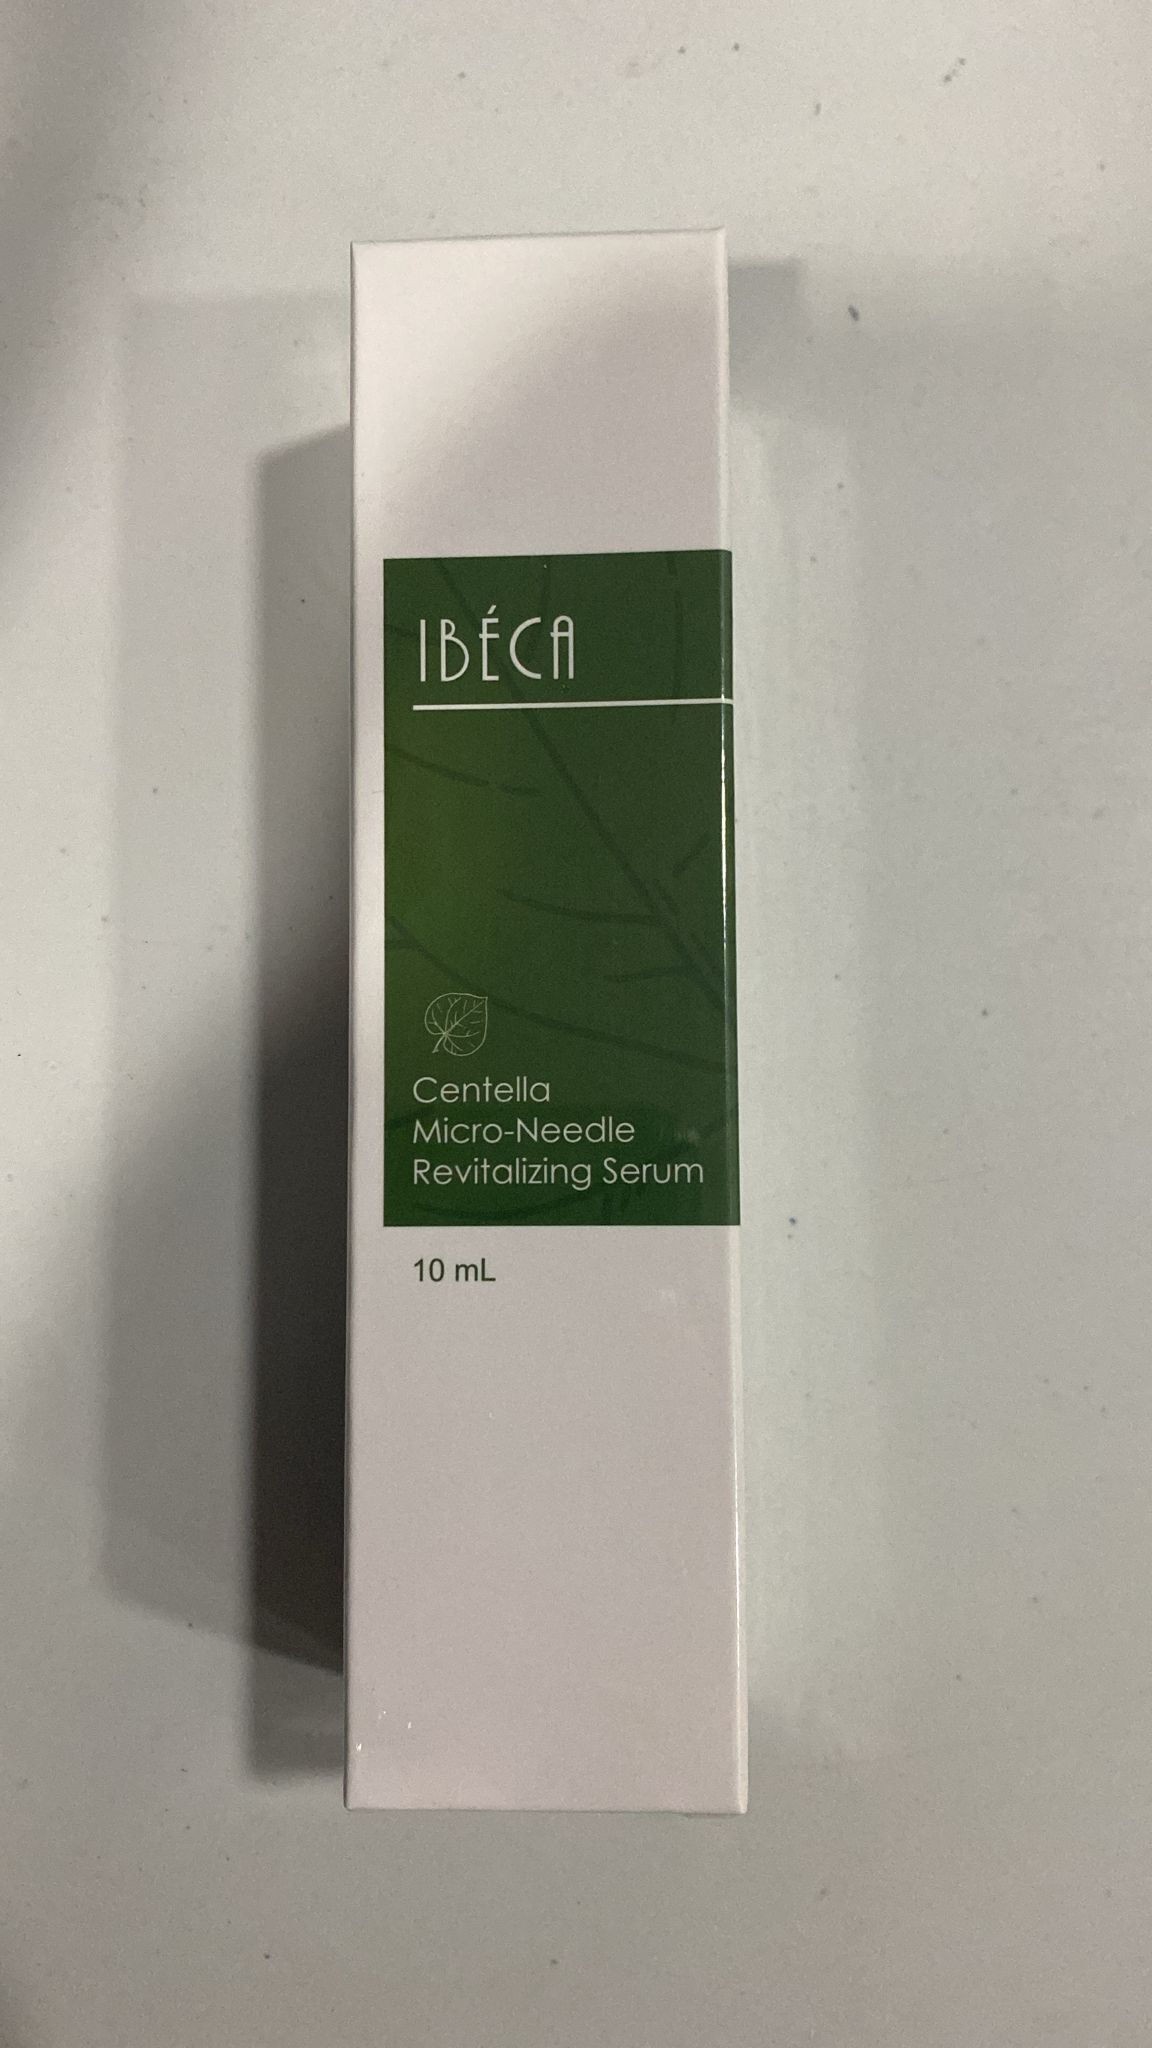 IBÉCA
Centella
Micro-Needle
Revitalizing Serum
10 mL